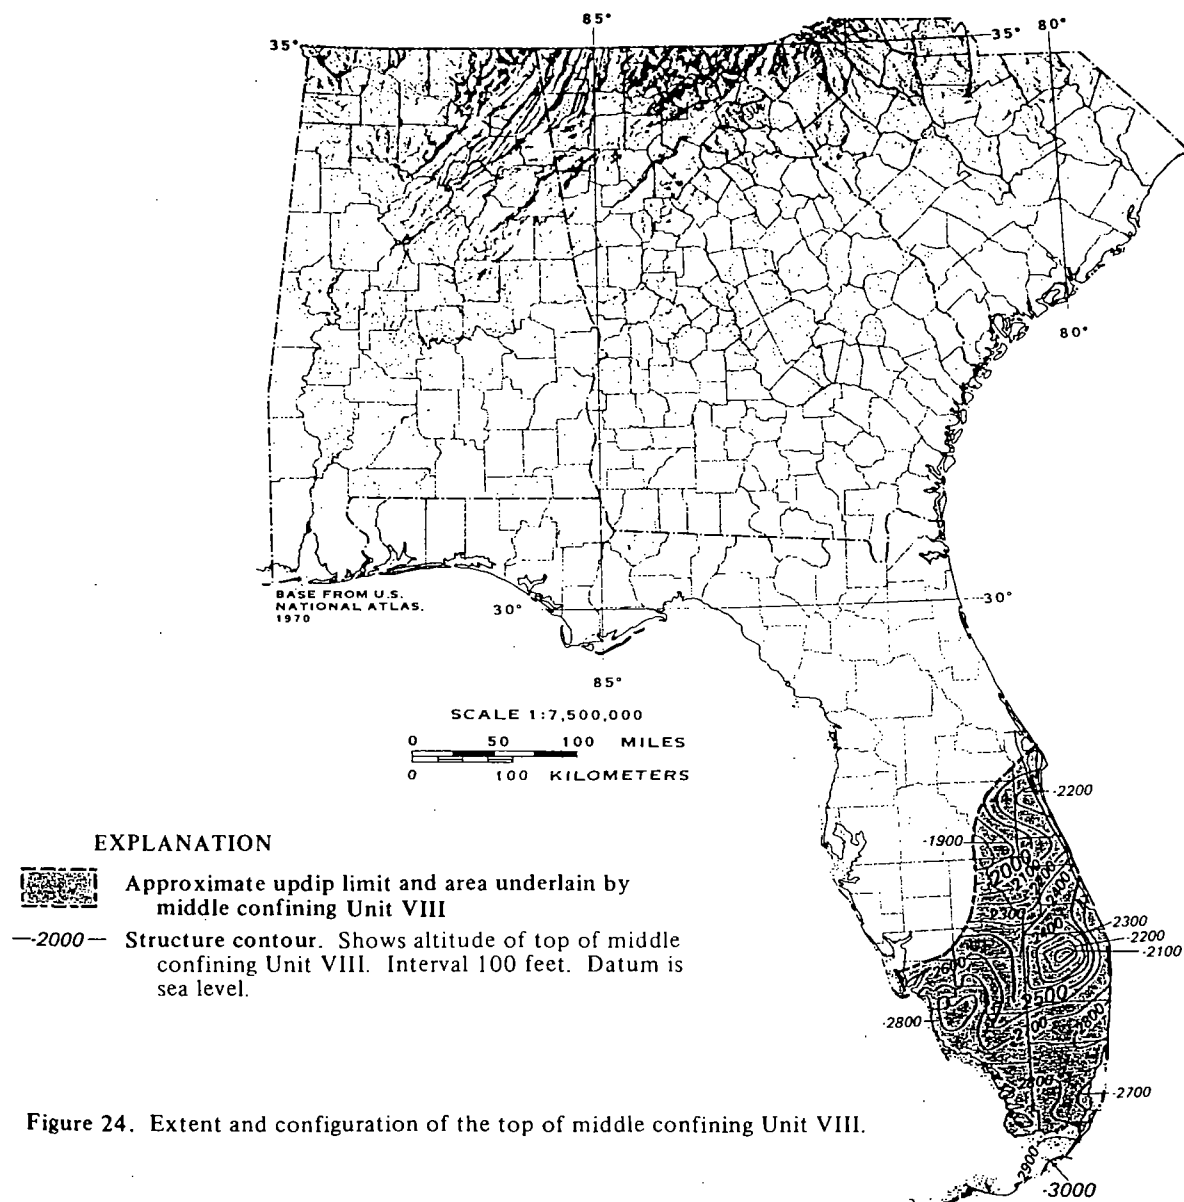 85°
80°
35°
35°
80°
BASE FROM U.S.
NATIONAL ATLAS.
1970
30°
30°
85°
SCALE 1:7,500,000
0 50 100 MILES
0 100 KILOMETERS
-2200
-1900
2300
-2300
-2200
-2100
2600
2500
-2800
2800
2800
-2700
2900
-3000
EXPLANATION
Approximate updip limit and area underlain by
middle confining Unit VIII
—-2000— Structure contour. Shows altitude of top of middle
confining Unit VIII. Interval 100 feet. Datum is
sea level.
Figure 24. Extent and configuration of the top of middle confining Unit VIII.